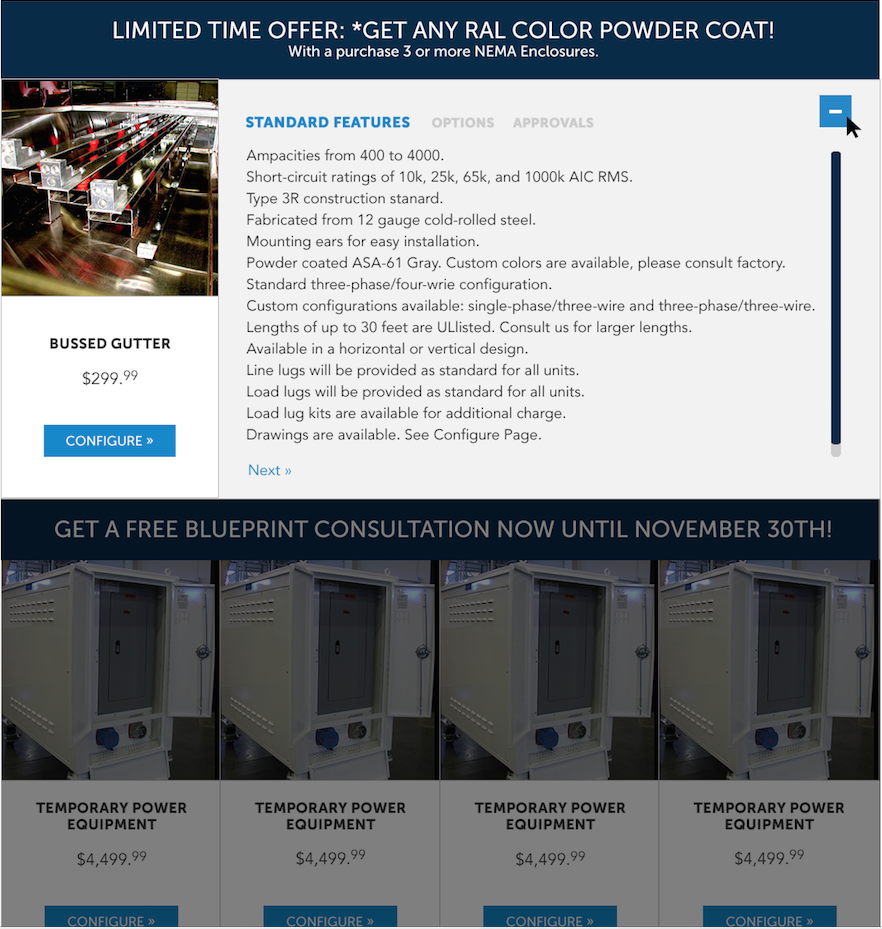 LIMITED TIME OFFER: *GET ANY RAL COLOR POWDER COAT!
With a purchase 3 or more NEMA Enclosures.
STANDARD FEATURES OPTIONS APPROVALS
Ampacities from 400 to 4000.
Short-circuit ratings of 10k, 25k, 65k, and 1000k AIC RMS.
Type 3R construction stanard.
Fabricated from 12 gauge cold-rolled steel.
Mounting ears for easy installation.
Powder coated ASA-61 Gray. Custom colors are available, please consult factory.
Standard three-phase/four-wrie configuration.
Custom configurations available: single-phase/three-wire and three-phase/three-wire.
Lengths of up to 30 feet are ULlisted. Consult us for larger lengths.
Available in a horizontal or vertical design.
Line lugs will be provided as standard for all units.
Load lugs will be provided as standard for all units.
Load lug kits are available for additional charge.
Drawings are available. See Configure Page.
Next »
BUSSED GUTTER
$299.99
CONFIGURE »
GET A FREE BLUEPRINT CONSULTATION NOW UNTIL NOVEMBER 30TH!
TEMPORARY POWER
EQUIPMENT
$4,499.99
CONFIGURE »
TEMPORARY POWER
EQUIPMENT
$4,499.99
CONFIGURE »
TEMPORARY POWER
EQUIPMENT
$4,499.99
CONFIGURE »
TEMPORARY POWER
EQUIPMENT
$4,499.99
CONFIGURE »